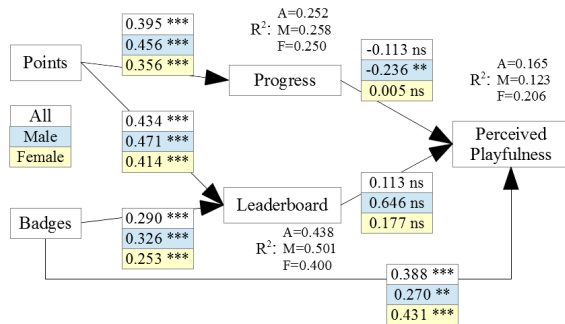 0.395 ***
0.456 ***
0.356 ***
A=0.252
R²: M=0.258
F=0.250
-0.113 ns
-0.236 **
0.005 ns
A=0.165
R²: M=0.123
F=0.206
Points
Progress
All
Male
Female
0.434 ***
0.471 ***
0.414 ***
Perceived
Playfulness
Badges
0.290 ***
0.326 ***
0.253 ***
Leaderboard
0.113 ns
0.646 ns
0.177 ns
A=0.438
R²: M=0.501
F=0.400
0.388 ***
0.270 **
0.431 ***